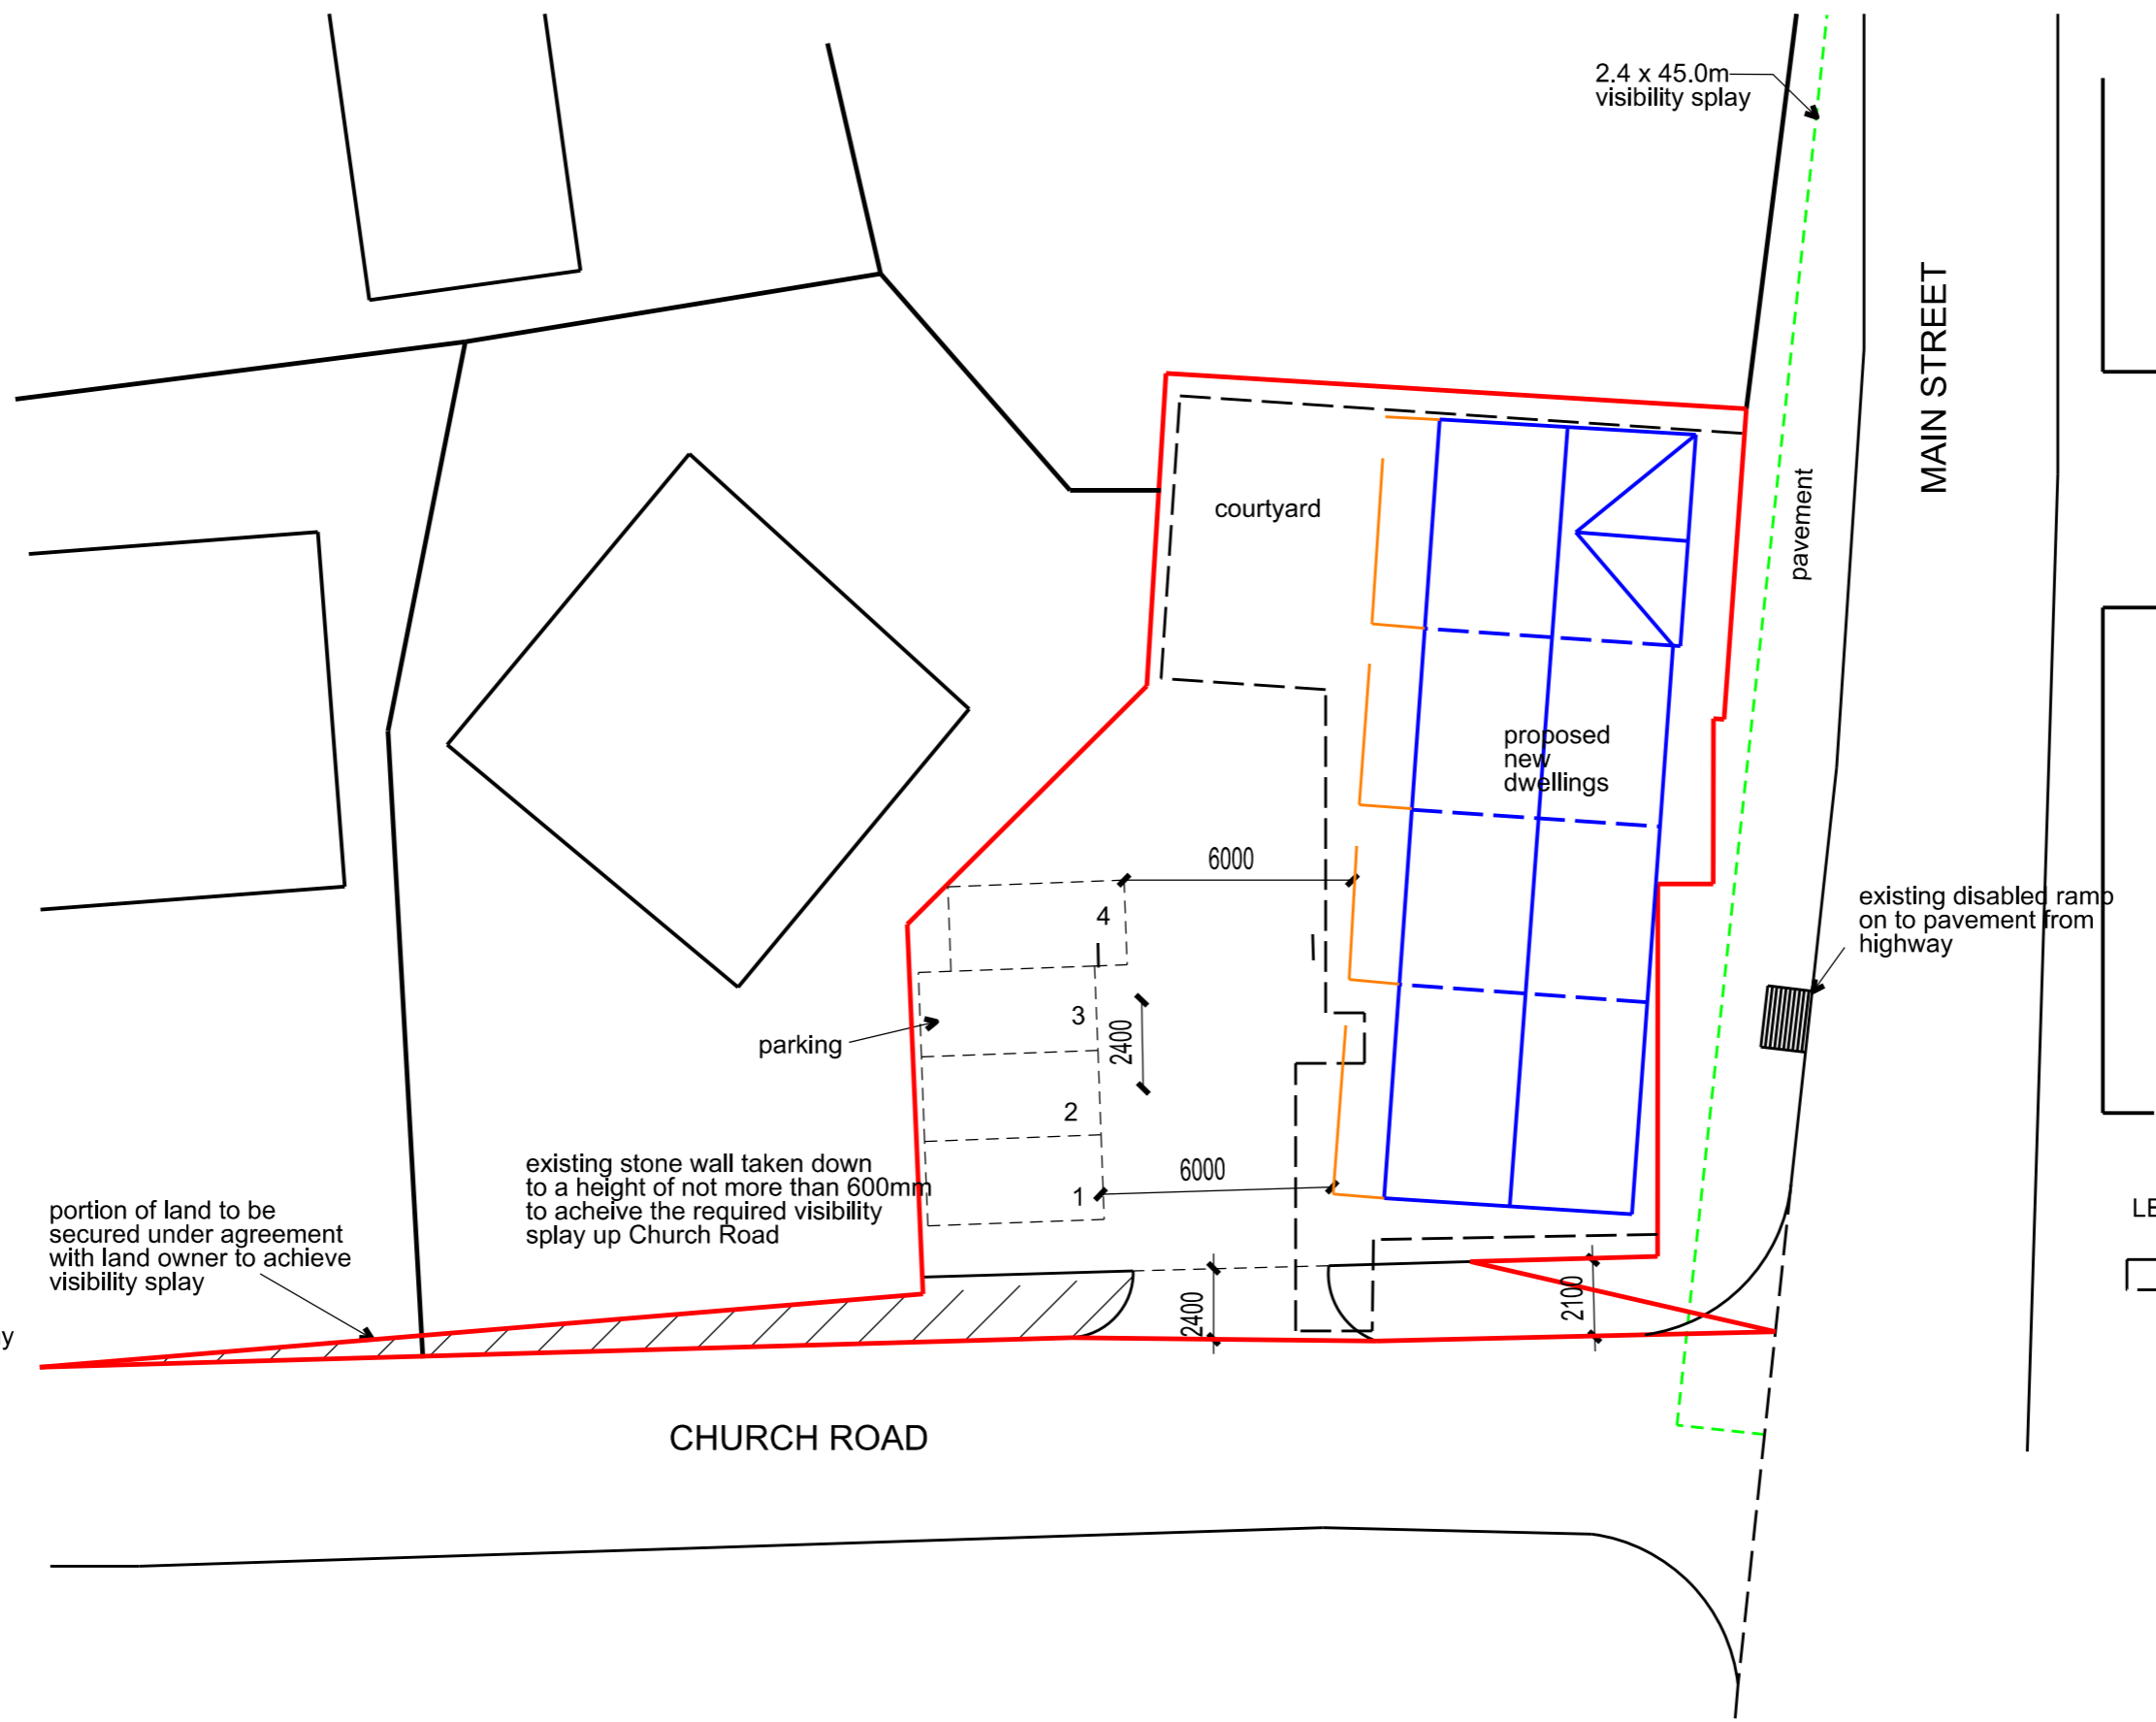 2.4 x 45.0m
visibility splay
MAIN STREET
pavement
courtyard
proposed
new
dwellings
6000
existing disabled ramp
on to pavement from
highway
4
3
2400
parking
2
existing stone wall taken down
to a height of not more than 600mm
to acheive the required visibility
splay up Church Road
6000
1
portion of land to be
secured under agreement
with land owner to achieve
visibility splay
LE
2400
2100
y
CHURCH ROAD